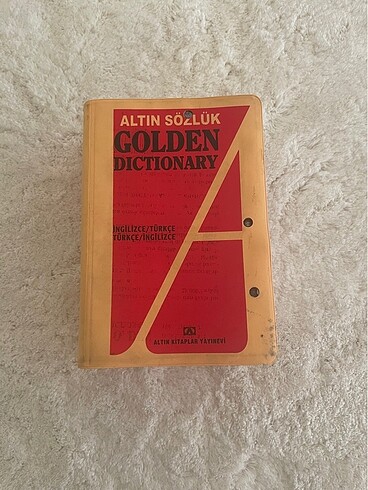 ALTIN SÖZLÜK
GOLDEN
DICTIONARY
İNGİLİZCE/TÜRKÇE
TÜRKÇE/İNGİLİZCE
ALTIN KİTAPLAR YAYINEVİ